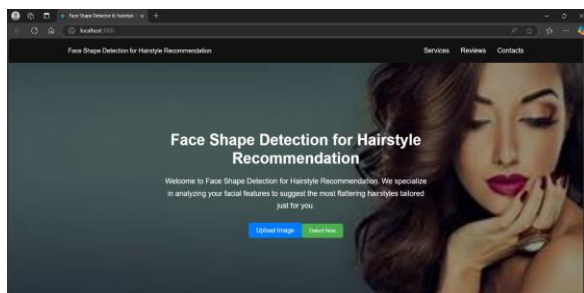 Face Shape Detector & Hairstyle
localhost:3000
Face Shape Detection for Hairstyle Recommendation
Services Reviews Contacts
Face Shape Detection for Hairstyle
Recommendation
Welcome to Face Shape Detection for Hairstyle Recommendation. We specialize
in analyzing your facial features to suggest the most flattering hairstyles tailored
just for you.
Upload Image Detect Now